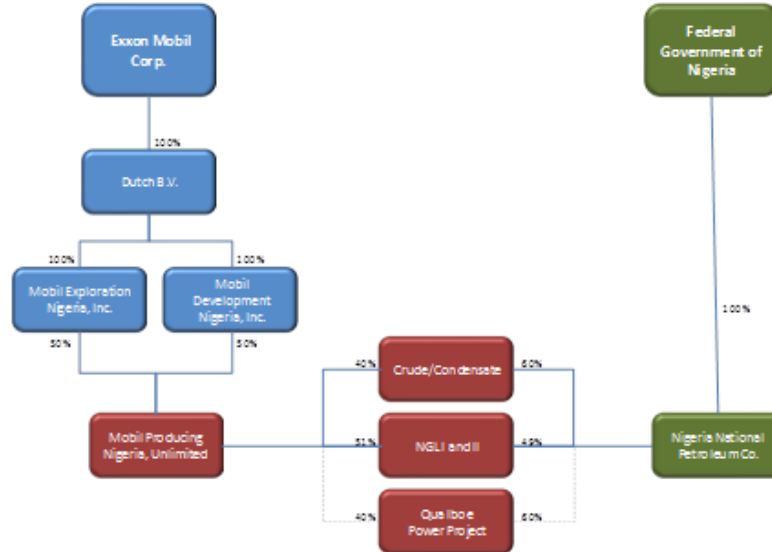 Exxon Mobil
Corp.
Federal
Government of
Nigeria
100%
Dutch B.V.
100%
100%
Mobil Exploration
Nigeria, Inc.
Mobil
Development
Nigeria, Inc.
100%
50%
50%
40%
Crude/Condensate
60%
Mobil Producing
Nigeria, Unlimited
51%
NGL I and II
49%
Nigeria National
Petroleum Co.
40%
Qua Iboe
Power Project
60%